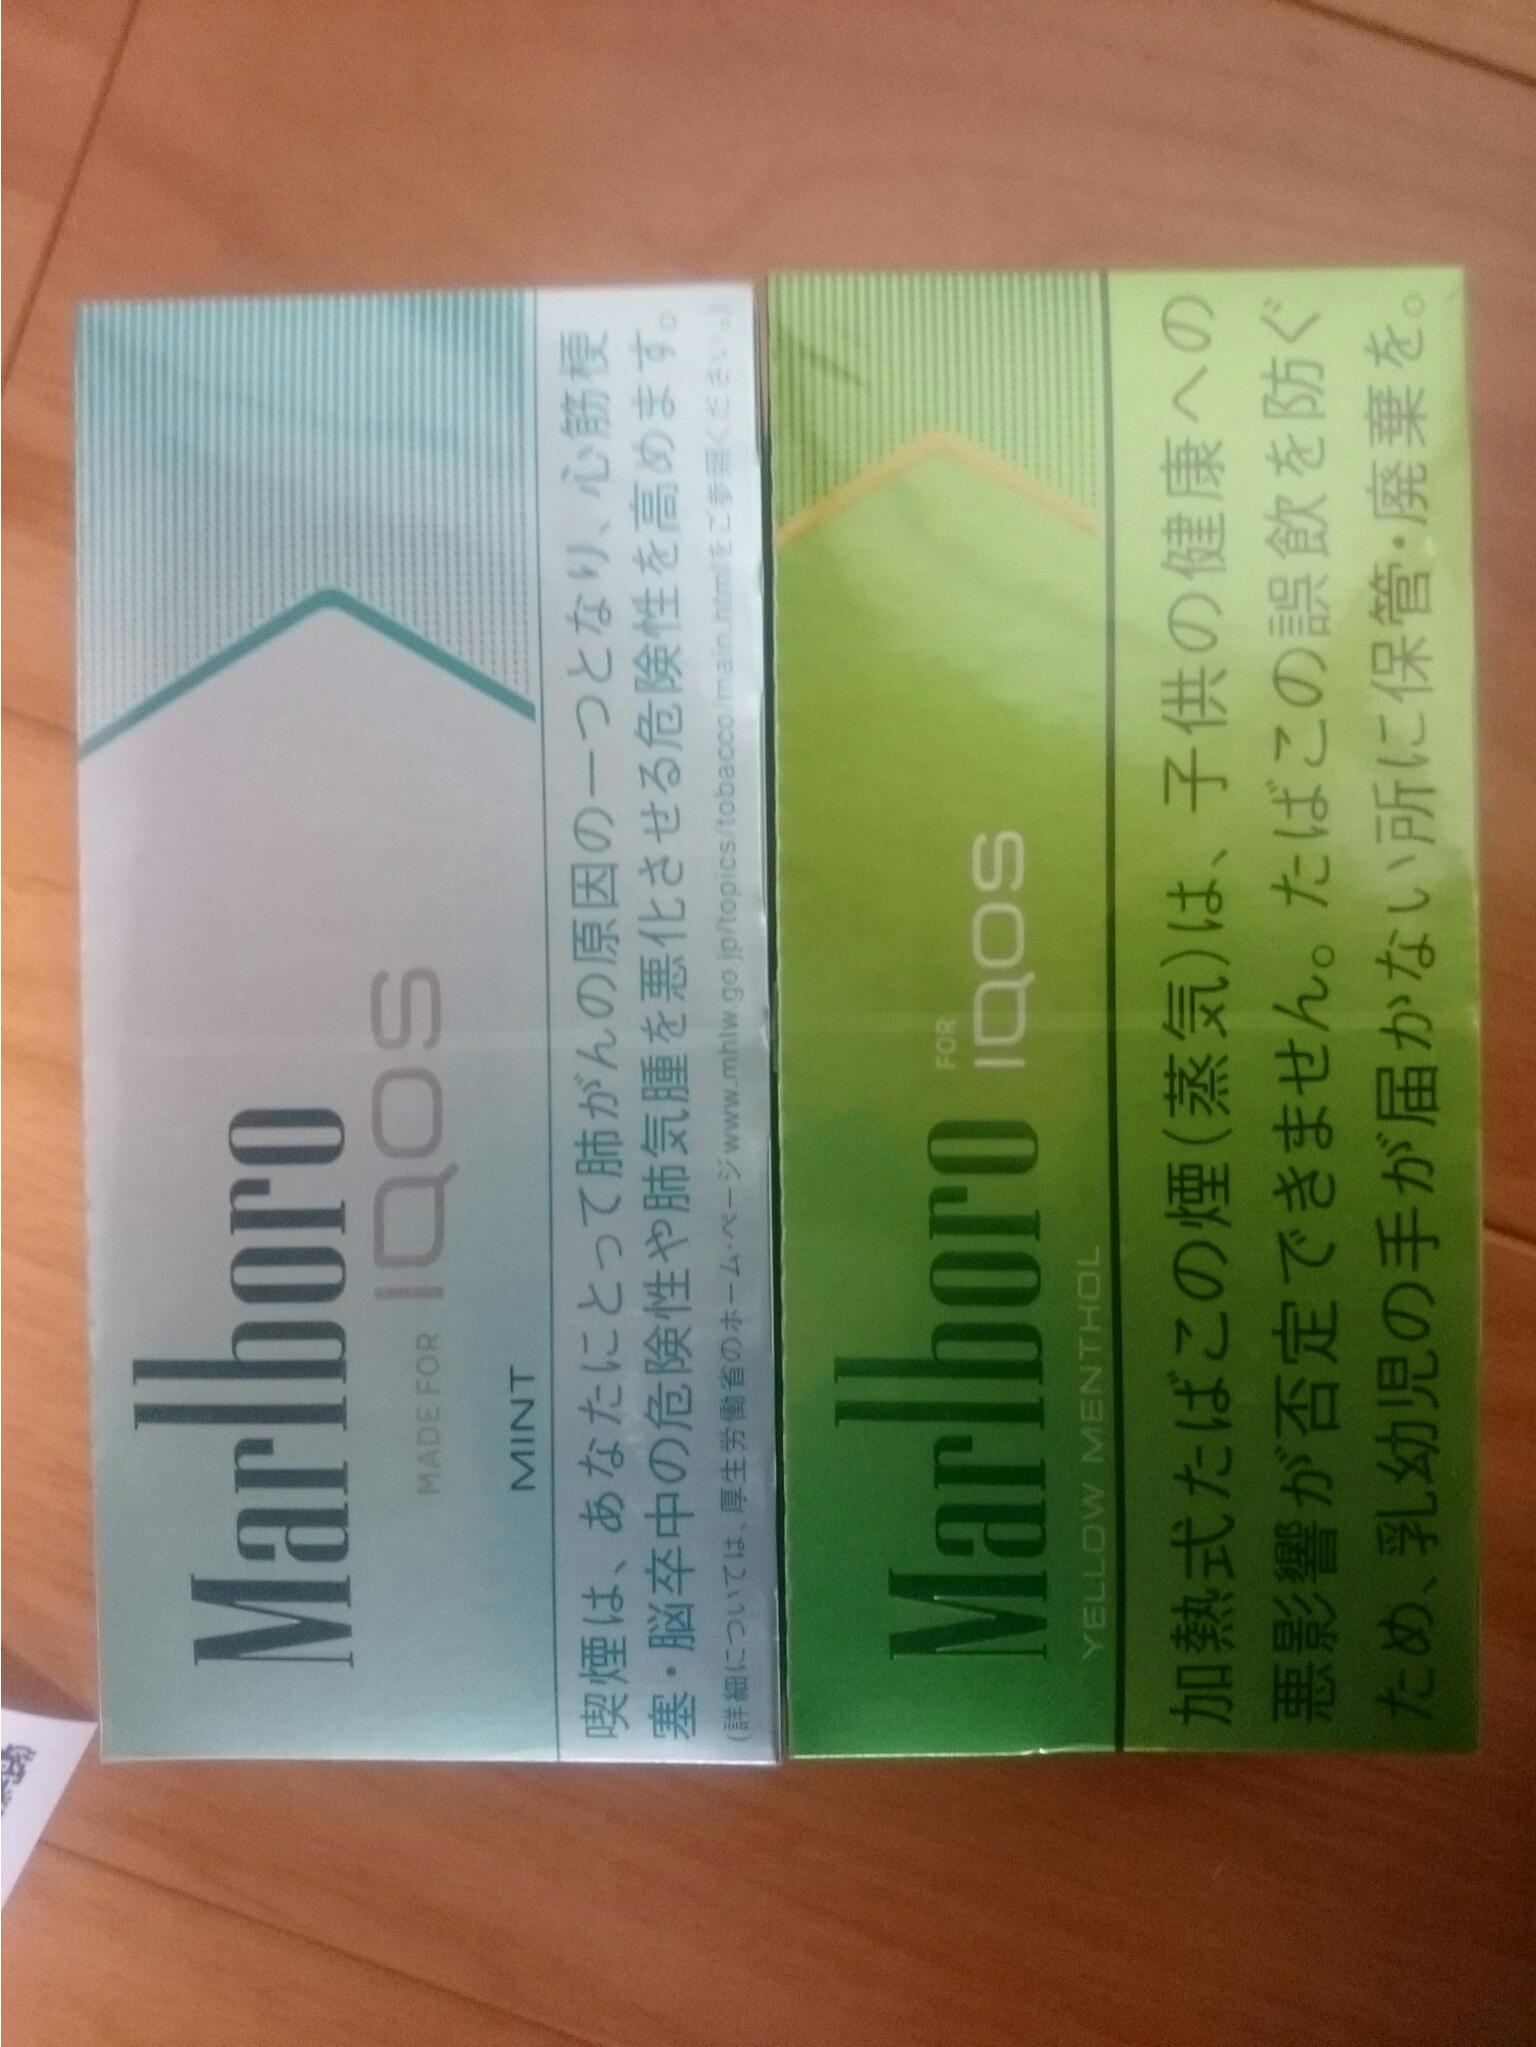 Marlboro
MADE FOR IQOS
MINT
喫煙は、あなたにとって肺がんの原因の一つとなり、心筋梗
塞・脳卒中の危険性や肺気腫を悪化させる危険性を高めます。
(詳細については、厚生労働省のホーム・ページwww.mhlw.go.jp/topics/tobacco/main.htmlをご参照ください。)
Marlboro FOR IQOS
YELLOW MENTHOL
加熱式たばこの煙(蒸気)は、子供の健康への
悪影響が否定できません。たばこの誤飲を防ぐ
ため、乳幼児の手が届かない所に保管・廃棄を。